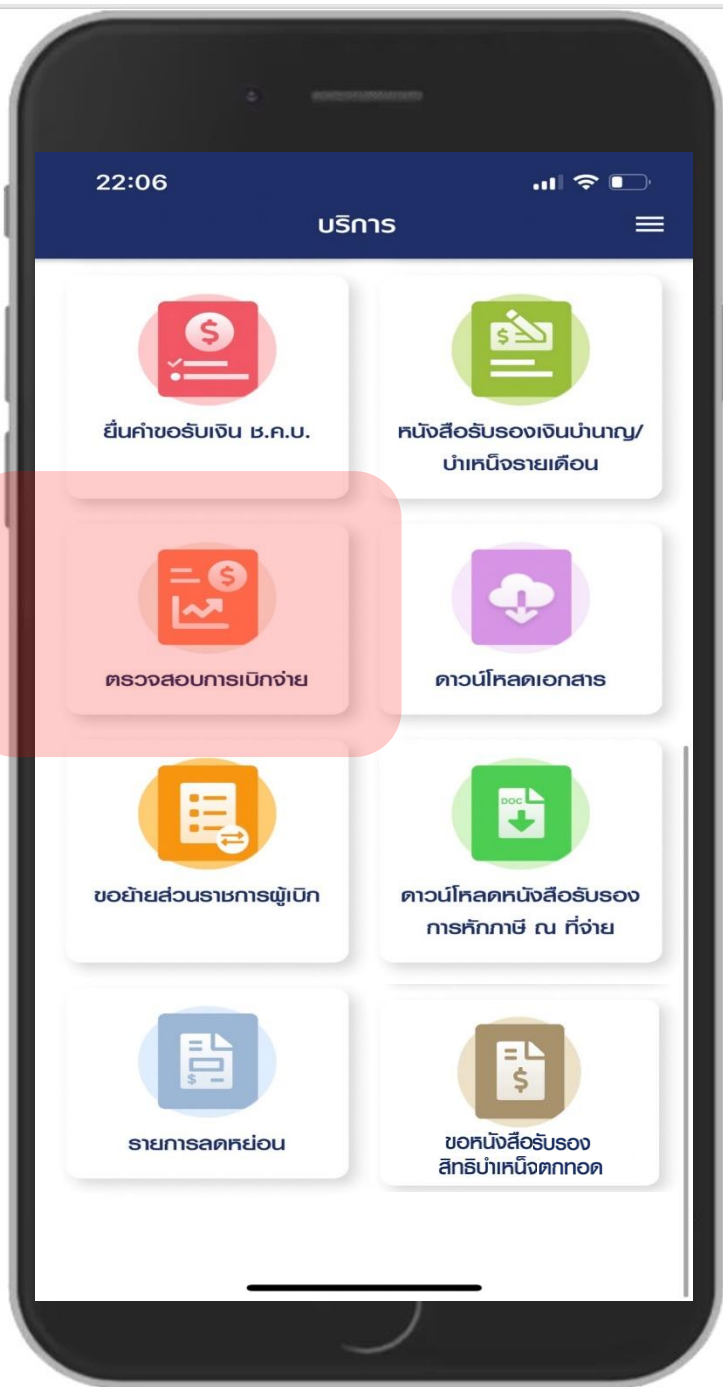 22:06
บริการ
$
ยื่นคำขอรับเงิน ช.ค.บ.
$
หนังสือรับรองเงินบำนาญ/
บำเหน็จรายเดือน
$
ตรวจสอบการเบิกจ่าย
ดาวน์โหลดเอกสาร
ขอย้ายส่วนราชการผู้เบิก
DOC
ดาวน์โหลดหนังสือรับรอง
การหักภาษี ณ ที่จ่าย
$
รายการลดหย่อน
$
ขอหนังสือรับรอง
สิทธิบำเหน็จตกทอด